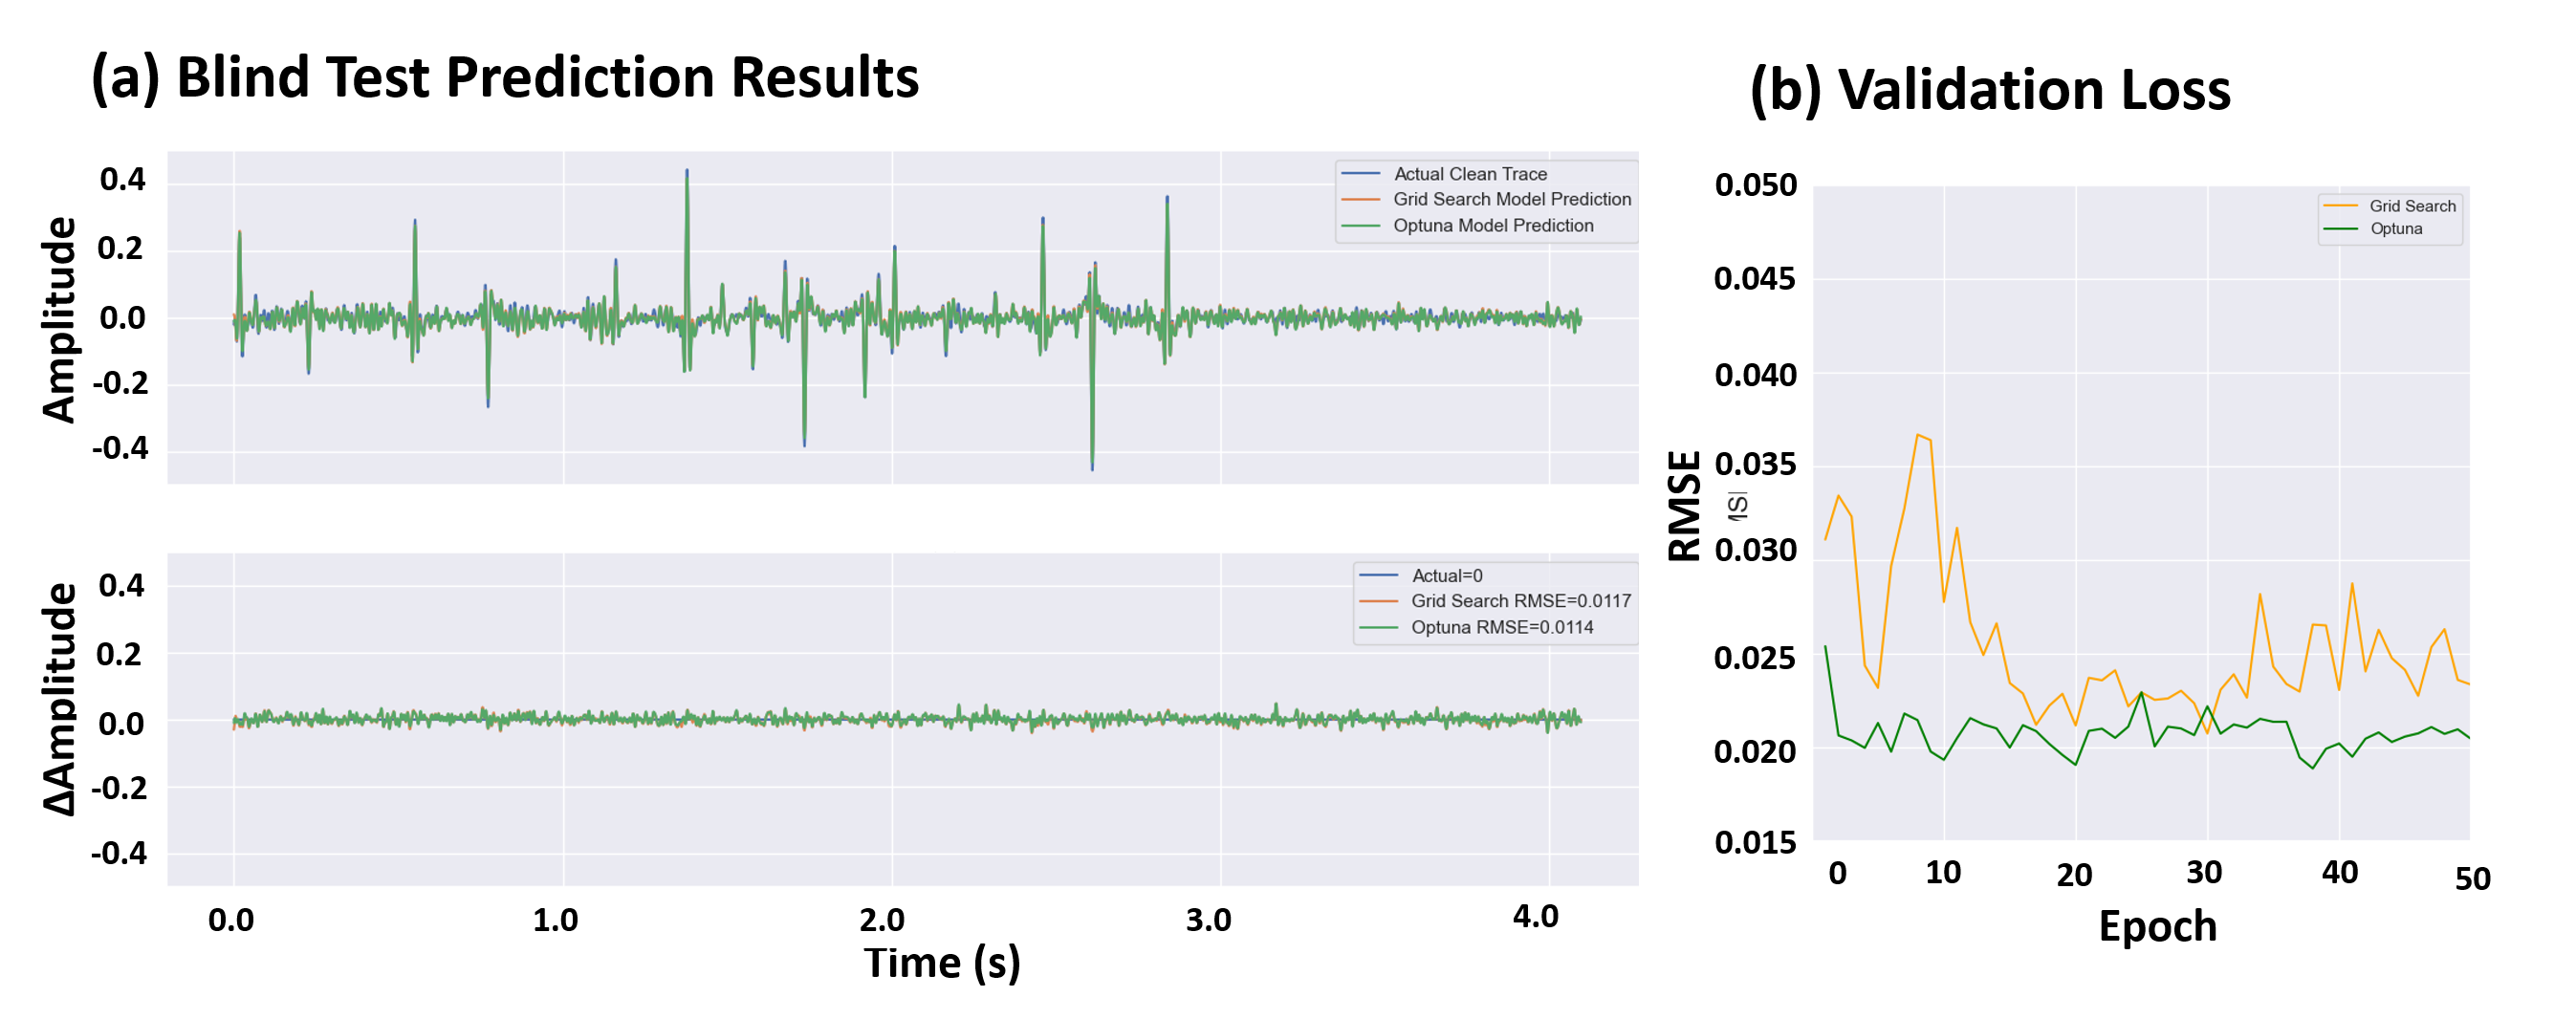 (a) Blind Test Prediction Results
Amplitude
0.4
0.2
0.0
-0.2
-0.4
Actual Clean Trace
Grid Search Model Prediction
Optuna Model Prediction
ΔAmplitude
0.4
0.2
0.0
-0.2
-0.4
Actual=0
Grid Search RMSE=0.0117
Optuna RMSE=0.0114
0.0 1.0 2.0 3.0 4.0
Time (s)
(b) Validation Loss
RMSE
0.050
0.045
0.040
0.035
0.030
0.025
0.020
0.015
Grid Search
Optuna
0 10 20 30 40 50
Epoch